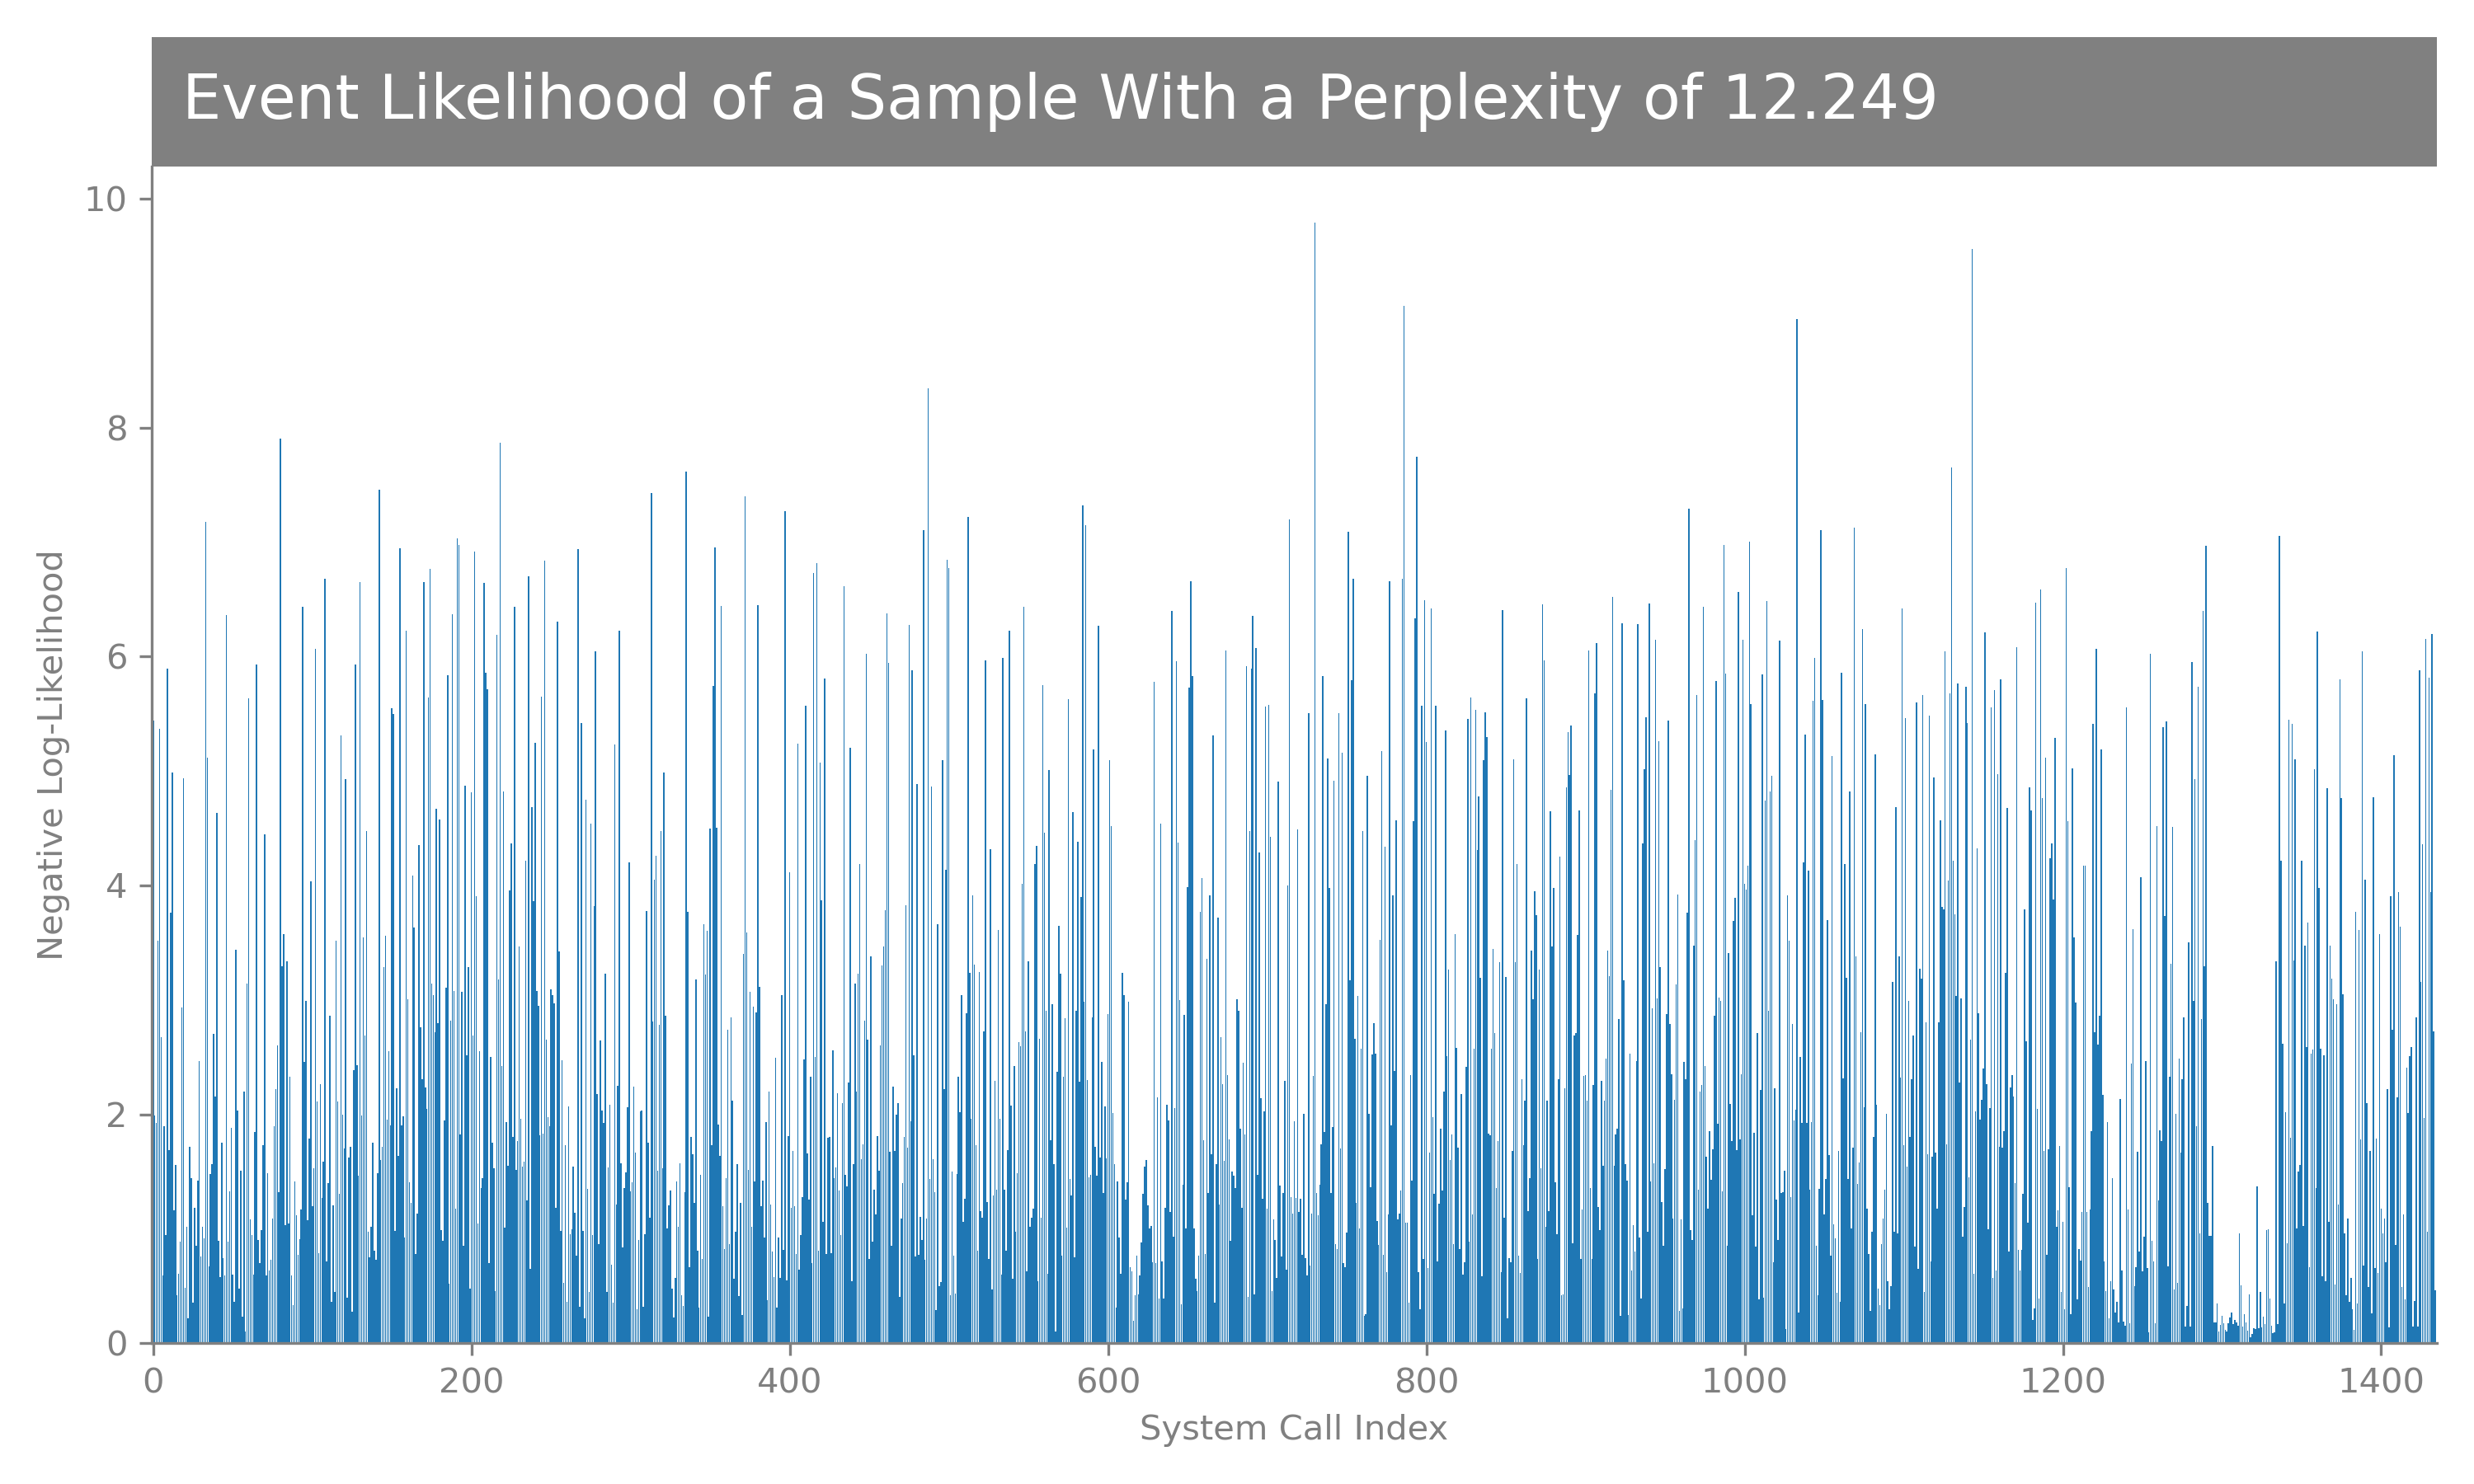 Event Likelihood of a Sample With a Perplexity of 12.249
10
8
6
4
2
0
Negative Log-Likelihood
0 200 400 600 800 1000 1200 1400
System Call Index